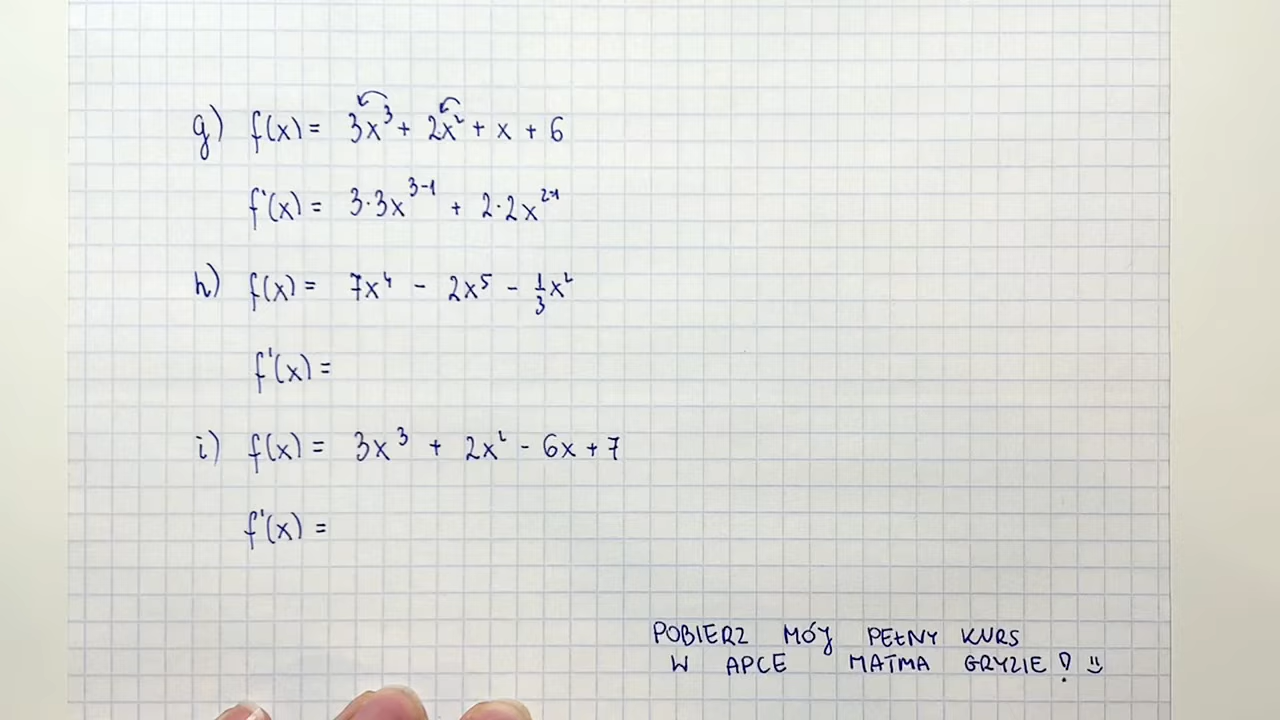 g) f(x) = 3x³ + 2x² + x + 6
f'(x) = 3·3x³⁻¹ + 2·2x²⁻¹
h) f(x) = 7x⁴ - 2x⁵ - 1/3x²
f'(x) =
i) f(x) = 3x³ + 2x² - 6x + 7
f'(x) =
POBIERZ MÓJ PEŁNY KURS
W APCE MATMA GRYZIE! :)